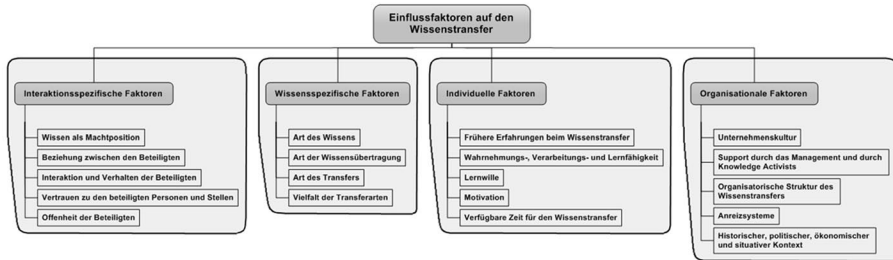 Einflussfaktoren auf den
Wissenstransfer
Interaktionsspezifische Faktoren
Wissen als Machtposition
Beziehung zwischen den Beteiligten
Interaktion und Verhalten der Beteiligten
Vertrauen zu den beteiligten Personen und Stellen
Offenheit der Beteiligten
Wissensspezifische Faktoren
Art des Wissens
Art der Wissensübertragung
Art des Transfers
Vielfalt der Transferarten
Individuelle Faktoren
Frühere Erfahrungen beim Wissenstransfer
Wahrnehmungs-, Verarbeitungs- und Lernfähigkeit
Lernwille
Motivation
Verfügbare Zeit für den Wissenstransfer
Organisationale Faktoren
Unternehmenskultur
Support durch das Management und durch
Knowledge Activists
Organisatorische Struktur des
Wissenstransfers
Anreizsysteme
Historischer, politischer, ökonomischer
und situativer Kontext